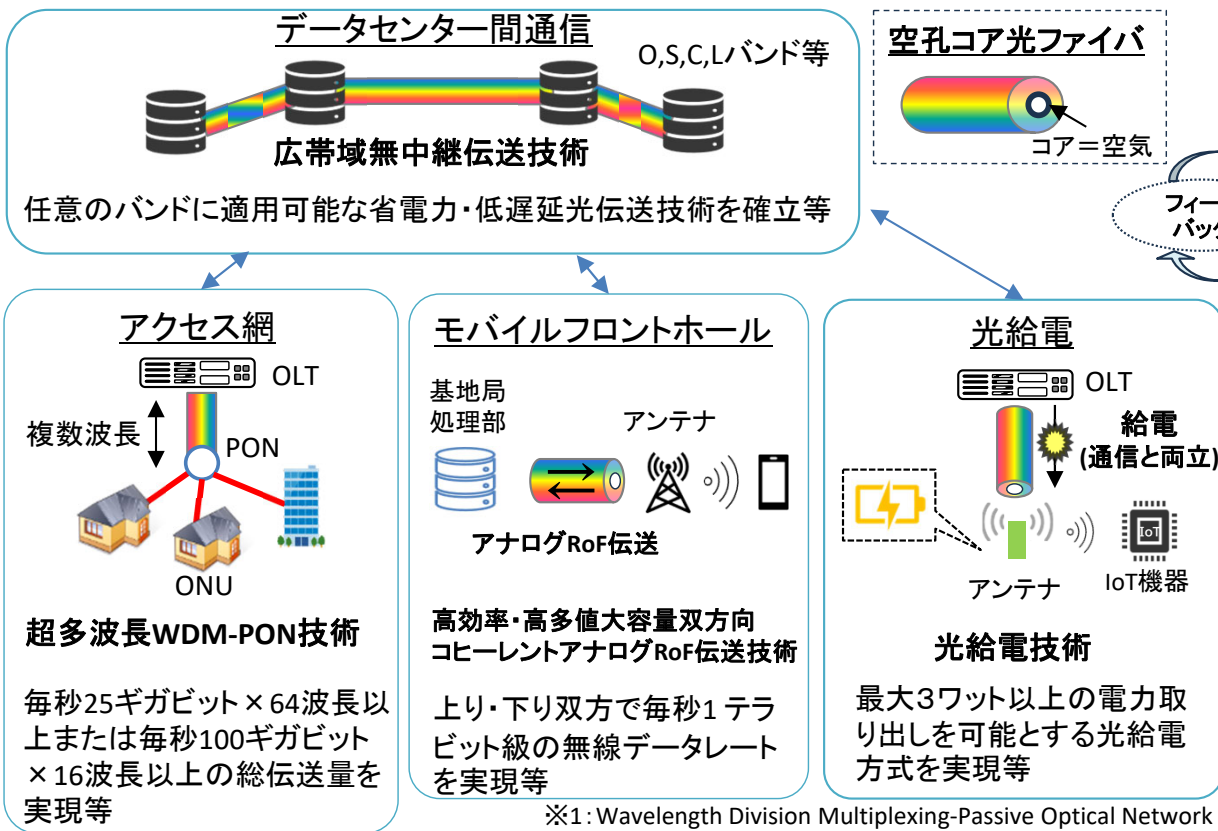 データセンター間通信
O,S,C,Lバンド等
広帯域無中継伝送技術
任意のバンドに適用可能な省電力・低遅延光伝送技術を確立等
空孔コア光ファイバ
コア＝空気
フィー
バッ
アクセス網
OLT
複数波長
PON
ONU
超多波長WDM-PON技術
毎秒25ギガビット×64波長以
上または毎秒100ギガビット
×16波長以上の総伝送量を
実現等
モバイルフロントホール
基地局
処理部
アンテナ
アナログRoF伝送
高効率・高多値大容量双方向
コヒーレントアナログRoF伝送技術
上り・下り双方で毎秒1 テラ
ビット級の無線データレート
を実現等
光給電
OLT
給電
(通信と両立)
IoT
アンテナ
IoT機器
光給電技術
最大３ワット以上の電力取
り出しを可能とする光給電
方式を実現等
※1：Wavelength Division Multiplexing-Passive Optical Network